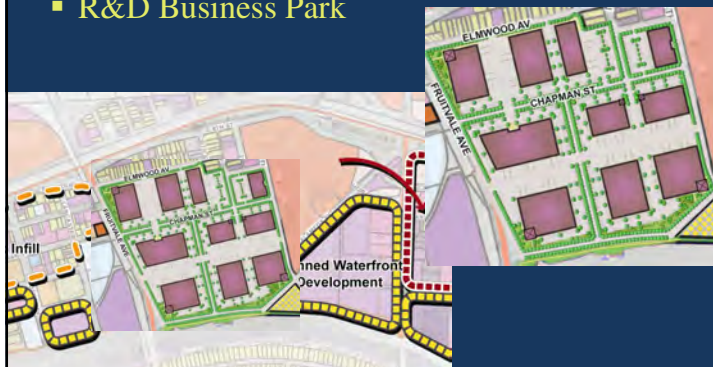 ▪ R&D Business Park
ELMWOOD AV
CHAPMAN ST
FRUITVALE AVE
ELMWOOD AV
CHAPMAN ST.
FRUITVALE AVE
Infill
nned Waterfront
Development